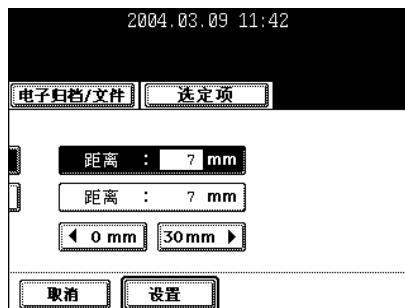 2004.03.09 11:42
电子归档/文件 选定项
距离 : 7 mm
距离 : 7 mm
◀ 0 mm 30mm ▶
取消 设置